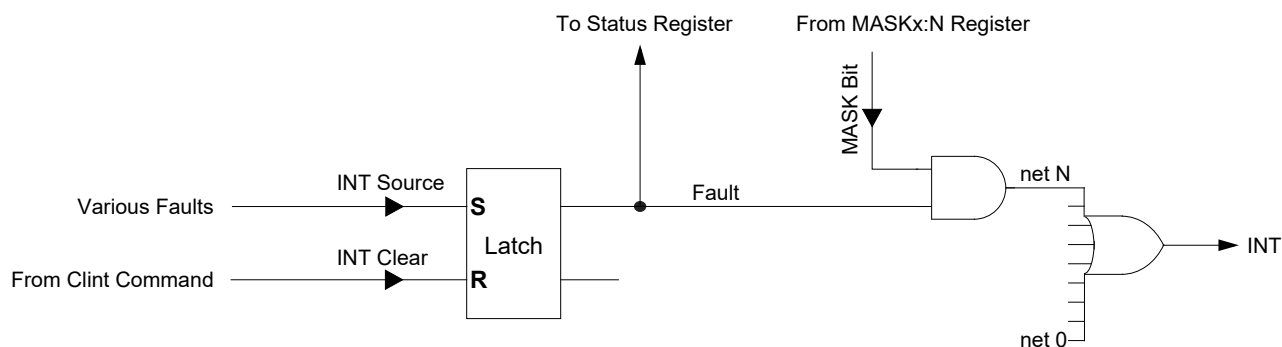 To Status Register
From MASKx:N Register
MASK Bit
INT Source
net N
Various Faults
S
Fault
Latch
INT
INT Clear
From Clint Command
R
net 0